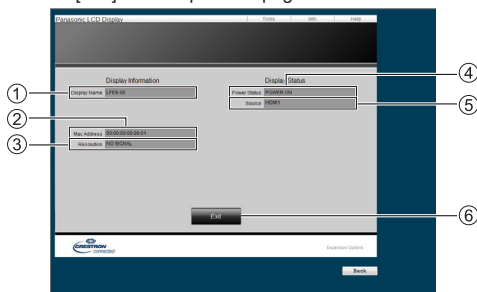 Panasonic LCD Display
Tools Info Help
Display Information
Display Status
④
① Display Name LFE8-00
Power Status POWER ON
Source HDMI1
⑤
②
Mac Address 00:00:00:00:00:01
③ Resolution NO SIGNAL
Exit
⑥
CRESTRON
connected
Expansion Options
Back